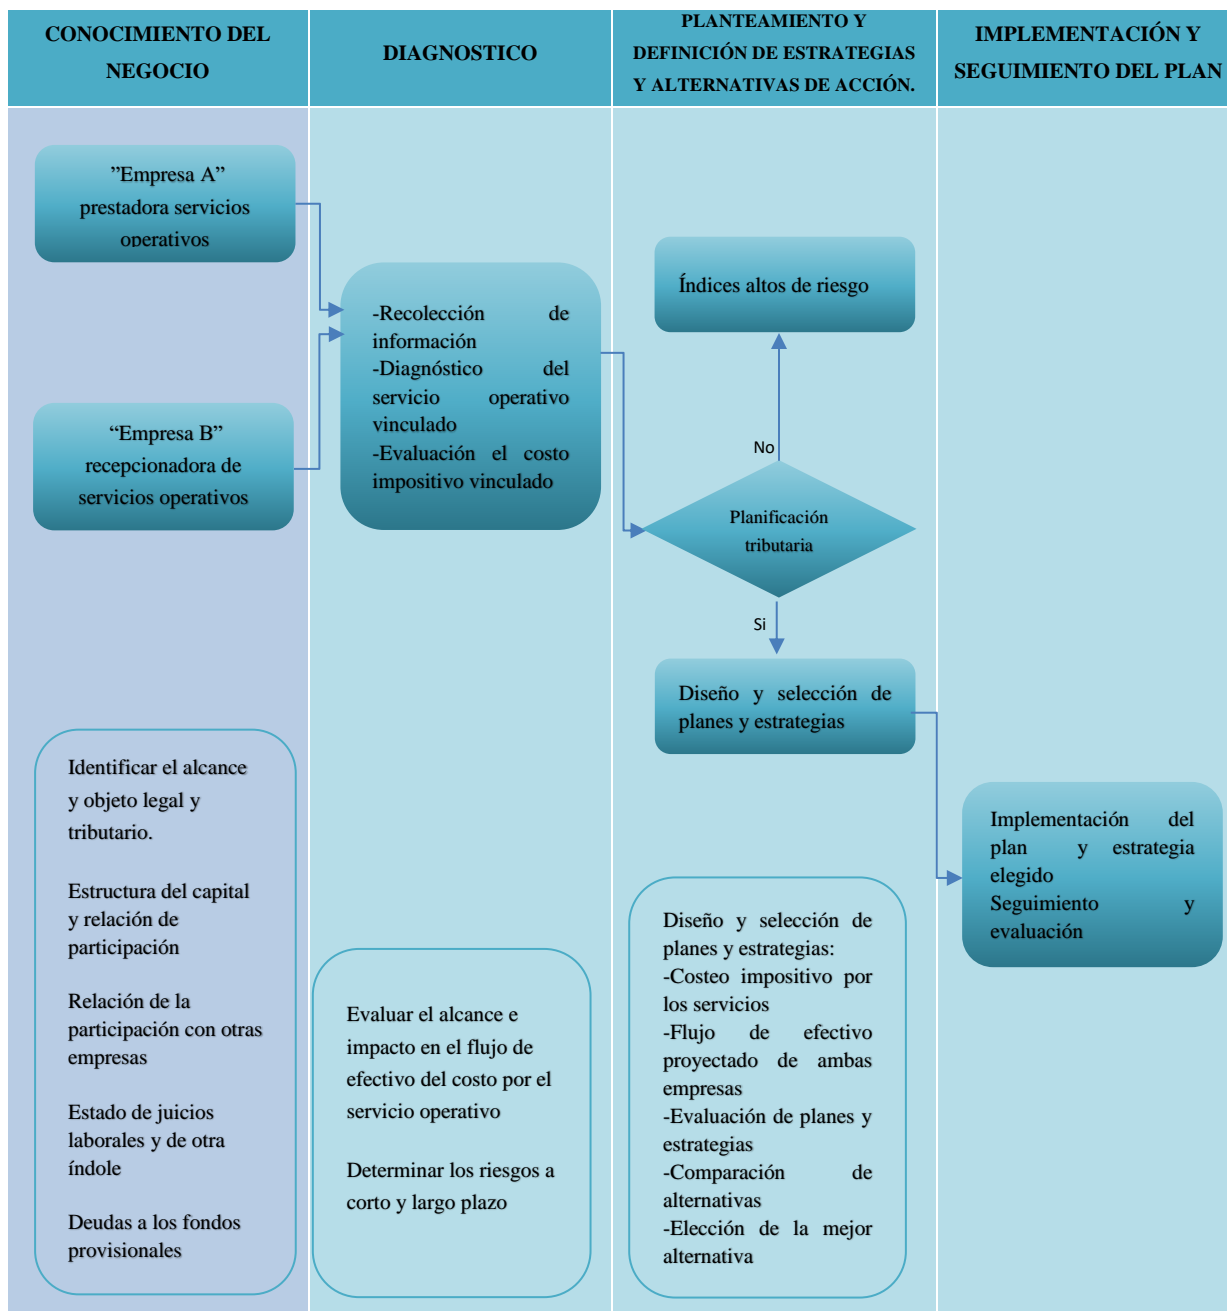 CONOCIMIENTO DEL
NEGOCIO
DIAGNOSTICO
PLANTEAMIENTO Y
DEFINICIÓN DE ESTRATEGIAS
Y ALTERNATIVAS DE ACCIÓN.
IMPLEMENTACIÓN Y
SEGUIMIENTO DEL PLAN
”Empresa A”
prestadora servicios
operativos
“Empresa B”
recepcionadora de
servicios operativos
-Recolección de
información
-Diagnóstico del
servicio operativo
vinculado
-Evaluación el costo
impositivo vinculado
Índices altos de riesgo
No
Planificación
tributaria
Si
Diseño y selección de
planes y estrategias
Implementación del
plan y estrategia
elegido
Seguimiento y
evaluación
Identificar el alcance
y objeto legal y
tributario.
Estructura del capital
y relación de
participación
Relación de la
participación con otras
empresas
Estado de juicios
laborales y de otra
índole
Deudas a los fondos
provisionales
Evaluar el alcance e
impacto en el flujo de
efectivo del costo por el
servicio operativo
Determinar los riesgos a
corto y largo plazo
Diseño y selección de
planes y estrategias:
-Costeo impositivo por
los servicios
-Flujo de efectivo
proyectado de ambas
empresas
-Evaluación de planes y
estrategias
-Comparación de
alternativas
-Elección de la mejor
alternativa